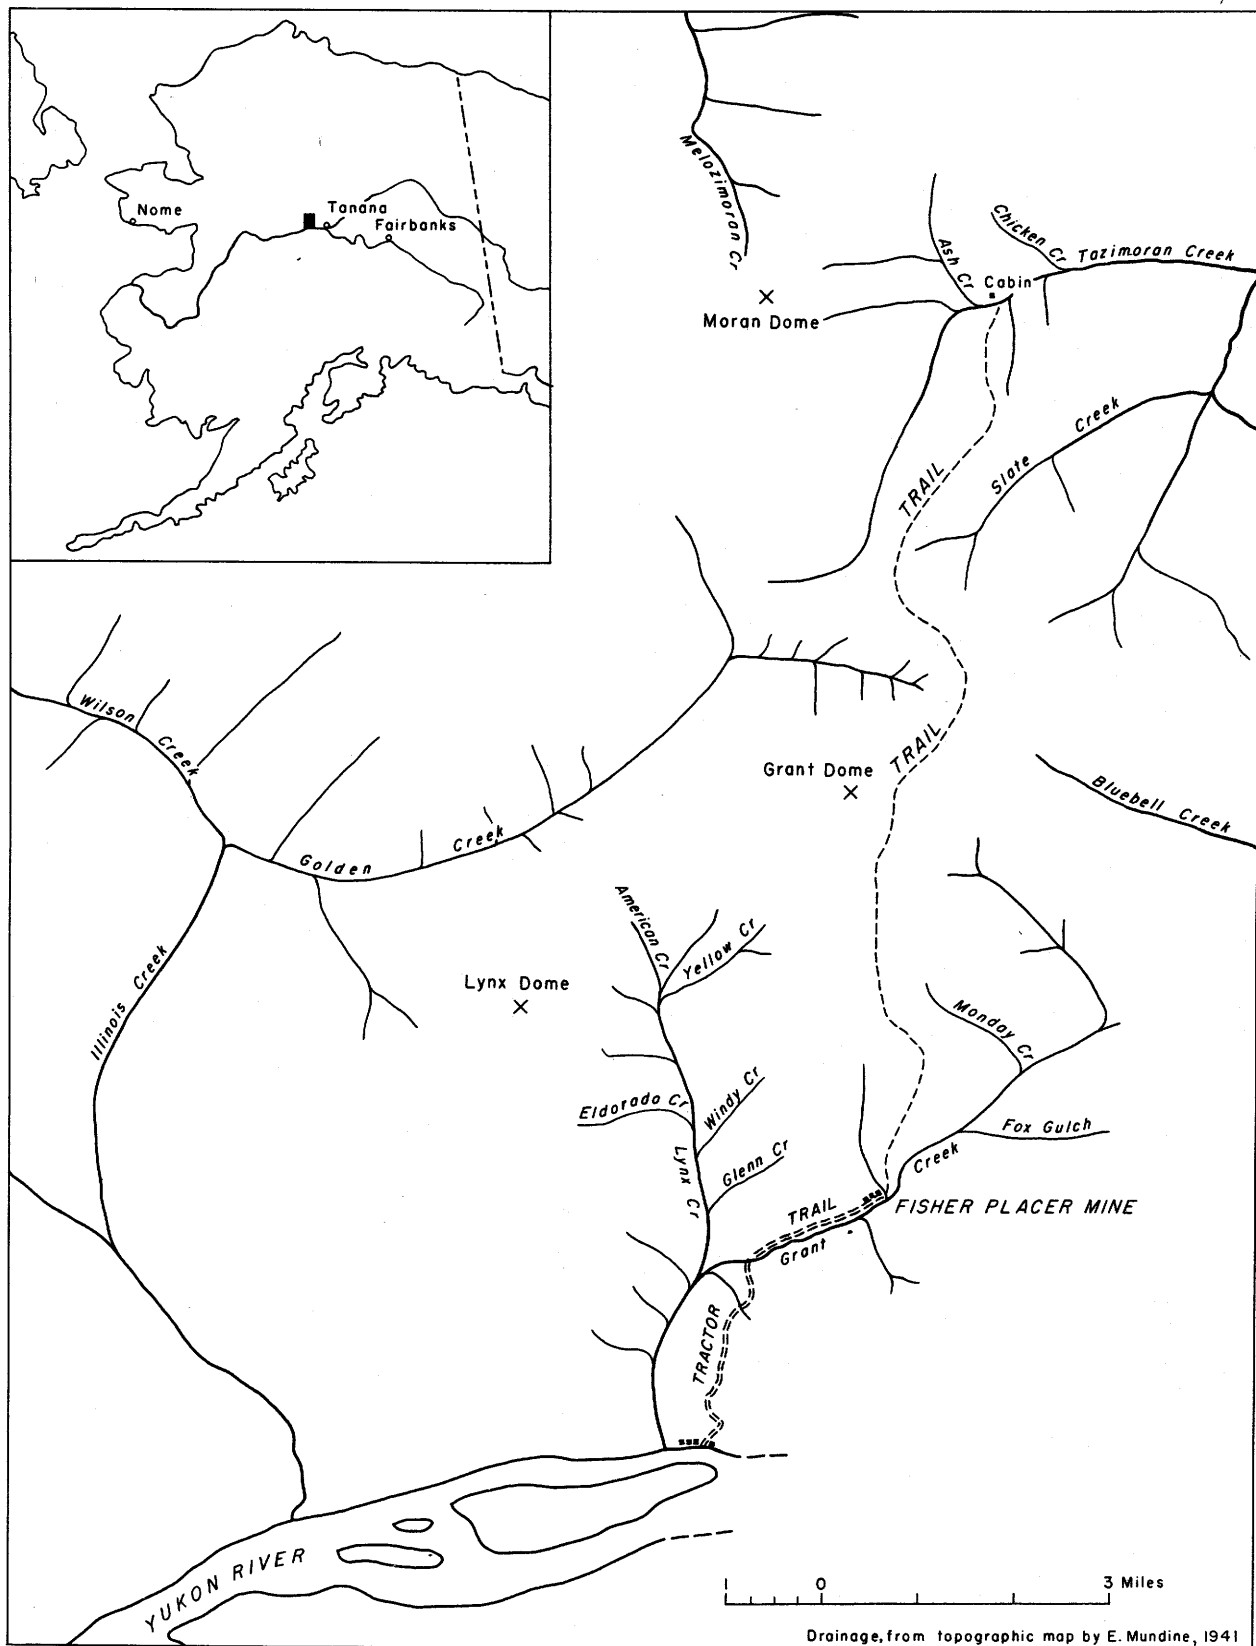 Nome
Tanana
Fairbanks
Melozimoran Cr
Moran Dome
Ash Cr
Chicken Cr
Tazimoran Creek
Cabin
TRAIL
Slate Creek
Wilson Creek
Golden Creek
Grant Dome
TRAIL
Bluebell Creek
American Cr
Yellow Cr
Lynx Dome
Illinois Creek
Monday Cr
Eldorado Cr
Windy Cr
Fox Gulch
Lynx Cr
Glenn Cr
Grant Creek
FISHER PLACER MINE
TRACTOR TRAIL
YUKON RIVER
0 3 Miles
Drainage, from topographic map by E. Mundine, 1941